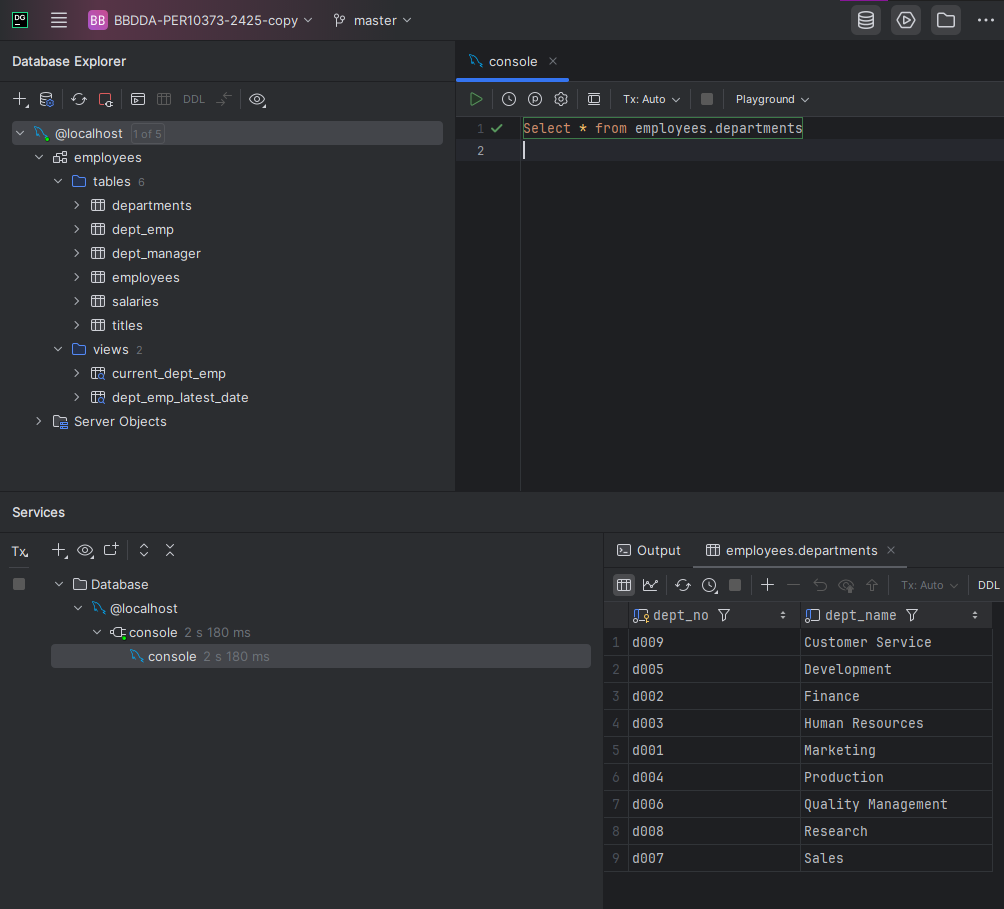 DG
BB BBDDA-PER10373-2425-copy master
Database Explorer
DDL
@localhost 1 of 5
employees
tables 6
departments
dept_emp
dept_manager
employees
salaries
titles
views 2
current_dept_emp
dept_emp_latest_date
Server Objects
console
Tx: Auto Playground
1 Select * from employees.departments
2
Services
Tx
Database
@localhost
console 2 s 180 ms
console 2 s 180 ms
Output employees.departments
Tx: Auto DDL
dept_no dept_name
1 d009 Customer Service
2 d005 Development
3 d002 Finance
4 d003 Human Resources
5 d001 Marketing
6 d004 Production
7 d006 Quality Management
8 d008 Research
9 d007 Sales